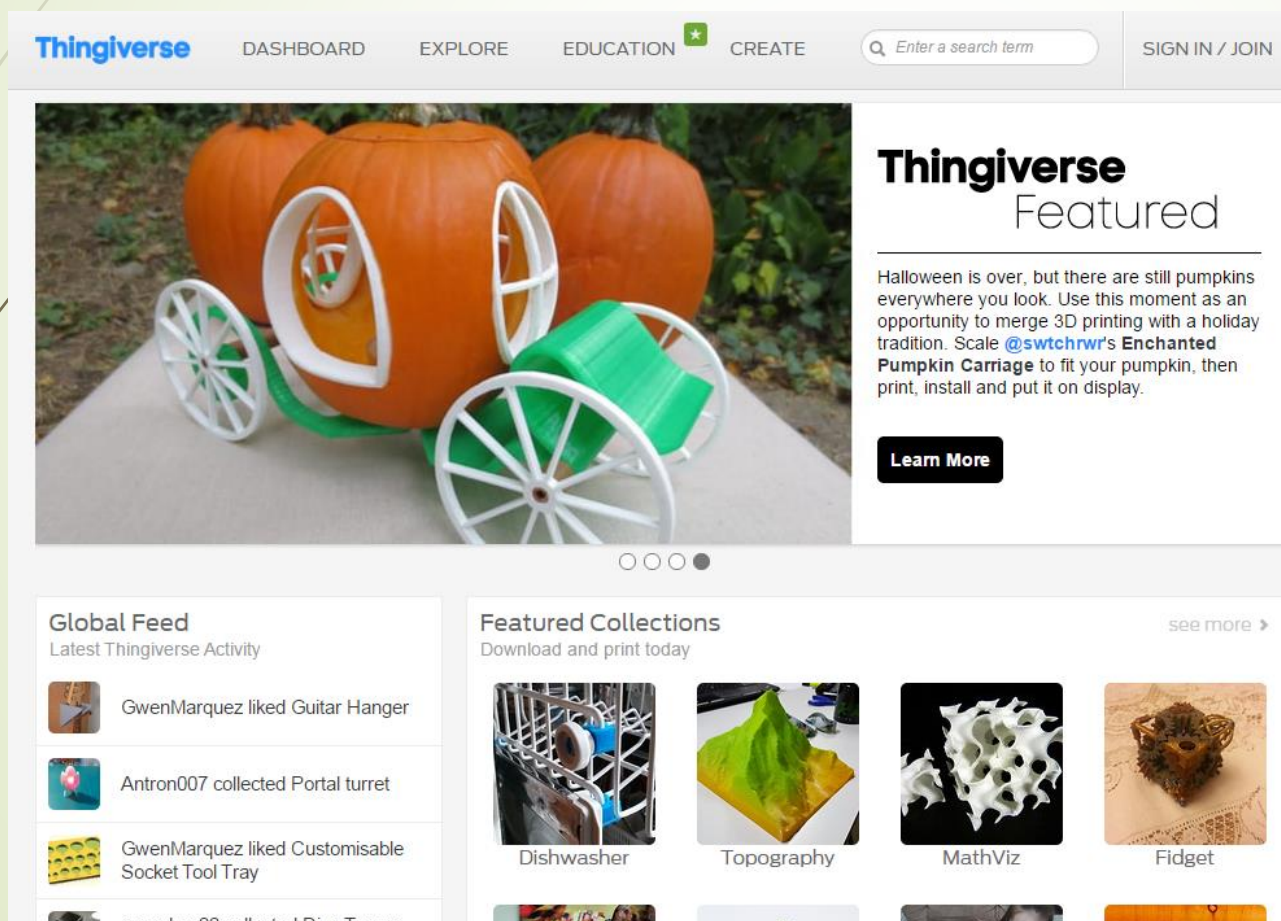 Thingiverse
DASHBOARD
EXPLORE
EDUCATION
CREATE
Enter a search term
SIGN IN / JOIN
Thingiverse
Featured
Halloween is over, but there are still pumpkins
everywhere you look. Use this moment as an
opportunity to merge 3D printing with a holiday
tradition. Scale @swtchrwr's Enchanted
Pumpkin Carriage to fit your pumpkin, then
print, install and put it on display.
Learn More
Global Feed
Latest Thingiverse Activity
GwenMarquez liked Guitar Hanger
Antron007 collected Portal turret
GwenMarquez liked Customisable
Socket Tool Tray
Featured Collections
see more
Download and print today
Dishwasher
Topography
MathViz
Fidget